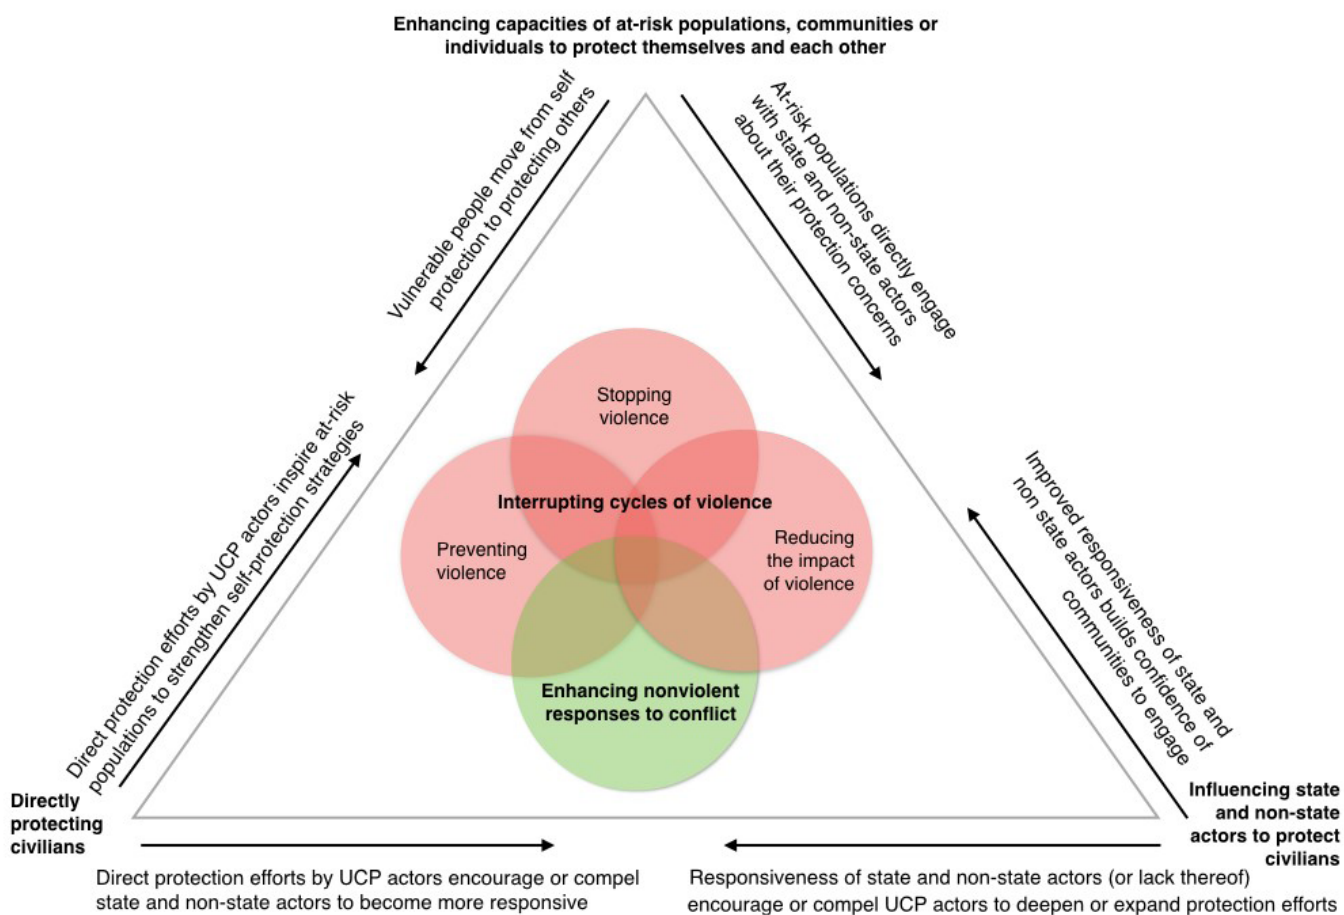 Enhancing capacities of at-risk populations, communities or
individuals to protect themselves and each other
Vulnerable people move from self
protection to protecting others
At-risk populations directly engage
with state and non-state actors
about their protection concerns
Direct protection efforts by UCP actors inspire at-risk
populations to strengthen self-protection strategies
Stopping
violence
Interrupting cycles of violence
Preventing
violence
Reducing
the impact
of violence
Enhancing nonviolent
responses to conflict
Improved responsiveness of state and
non state actors builds confidence of
communities to engage
Directly
protecting
civilians
Influencing state
and non-state
actors to protect
civilians
Direct protection efforts by UCP actors encourage or compel
state and non-state actors to become more responsive
Responsiveness of state and non-state actors (or lack thereof)
encourage or compel UCP actors to deepen or expand protection efforts